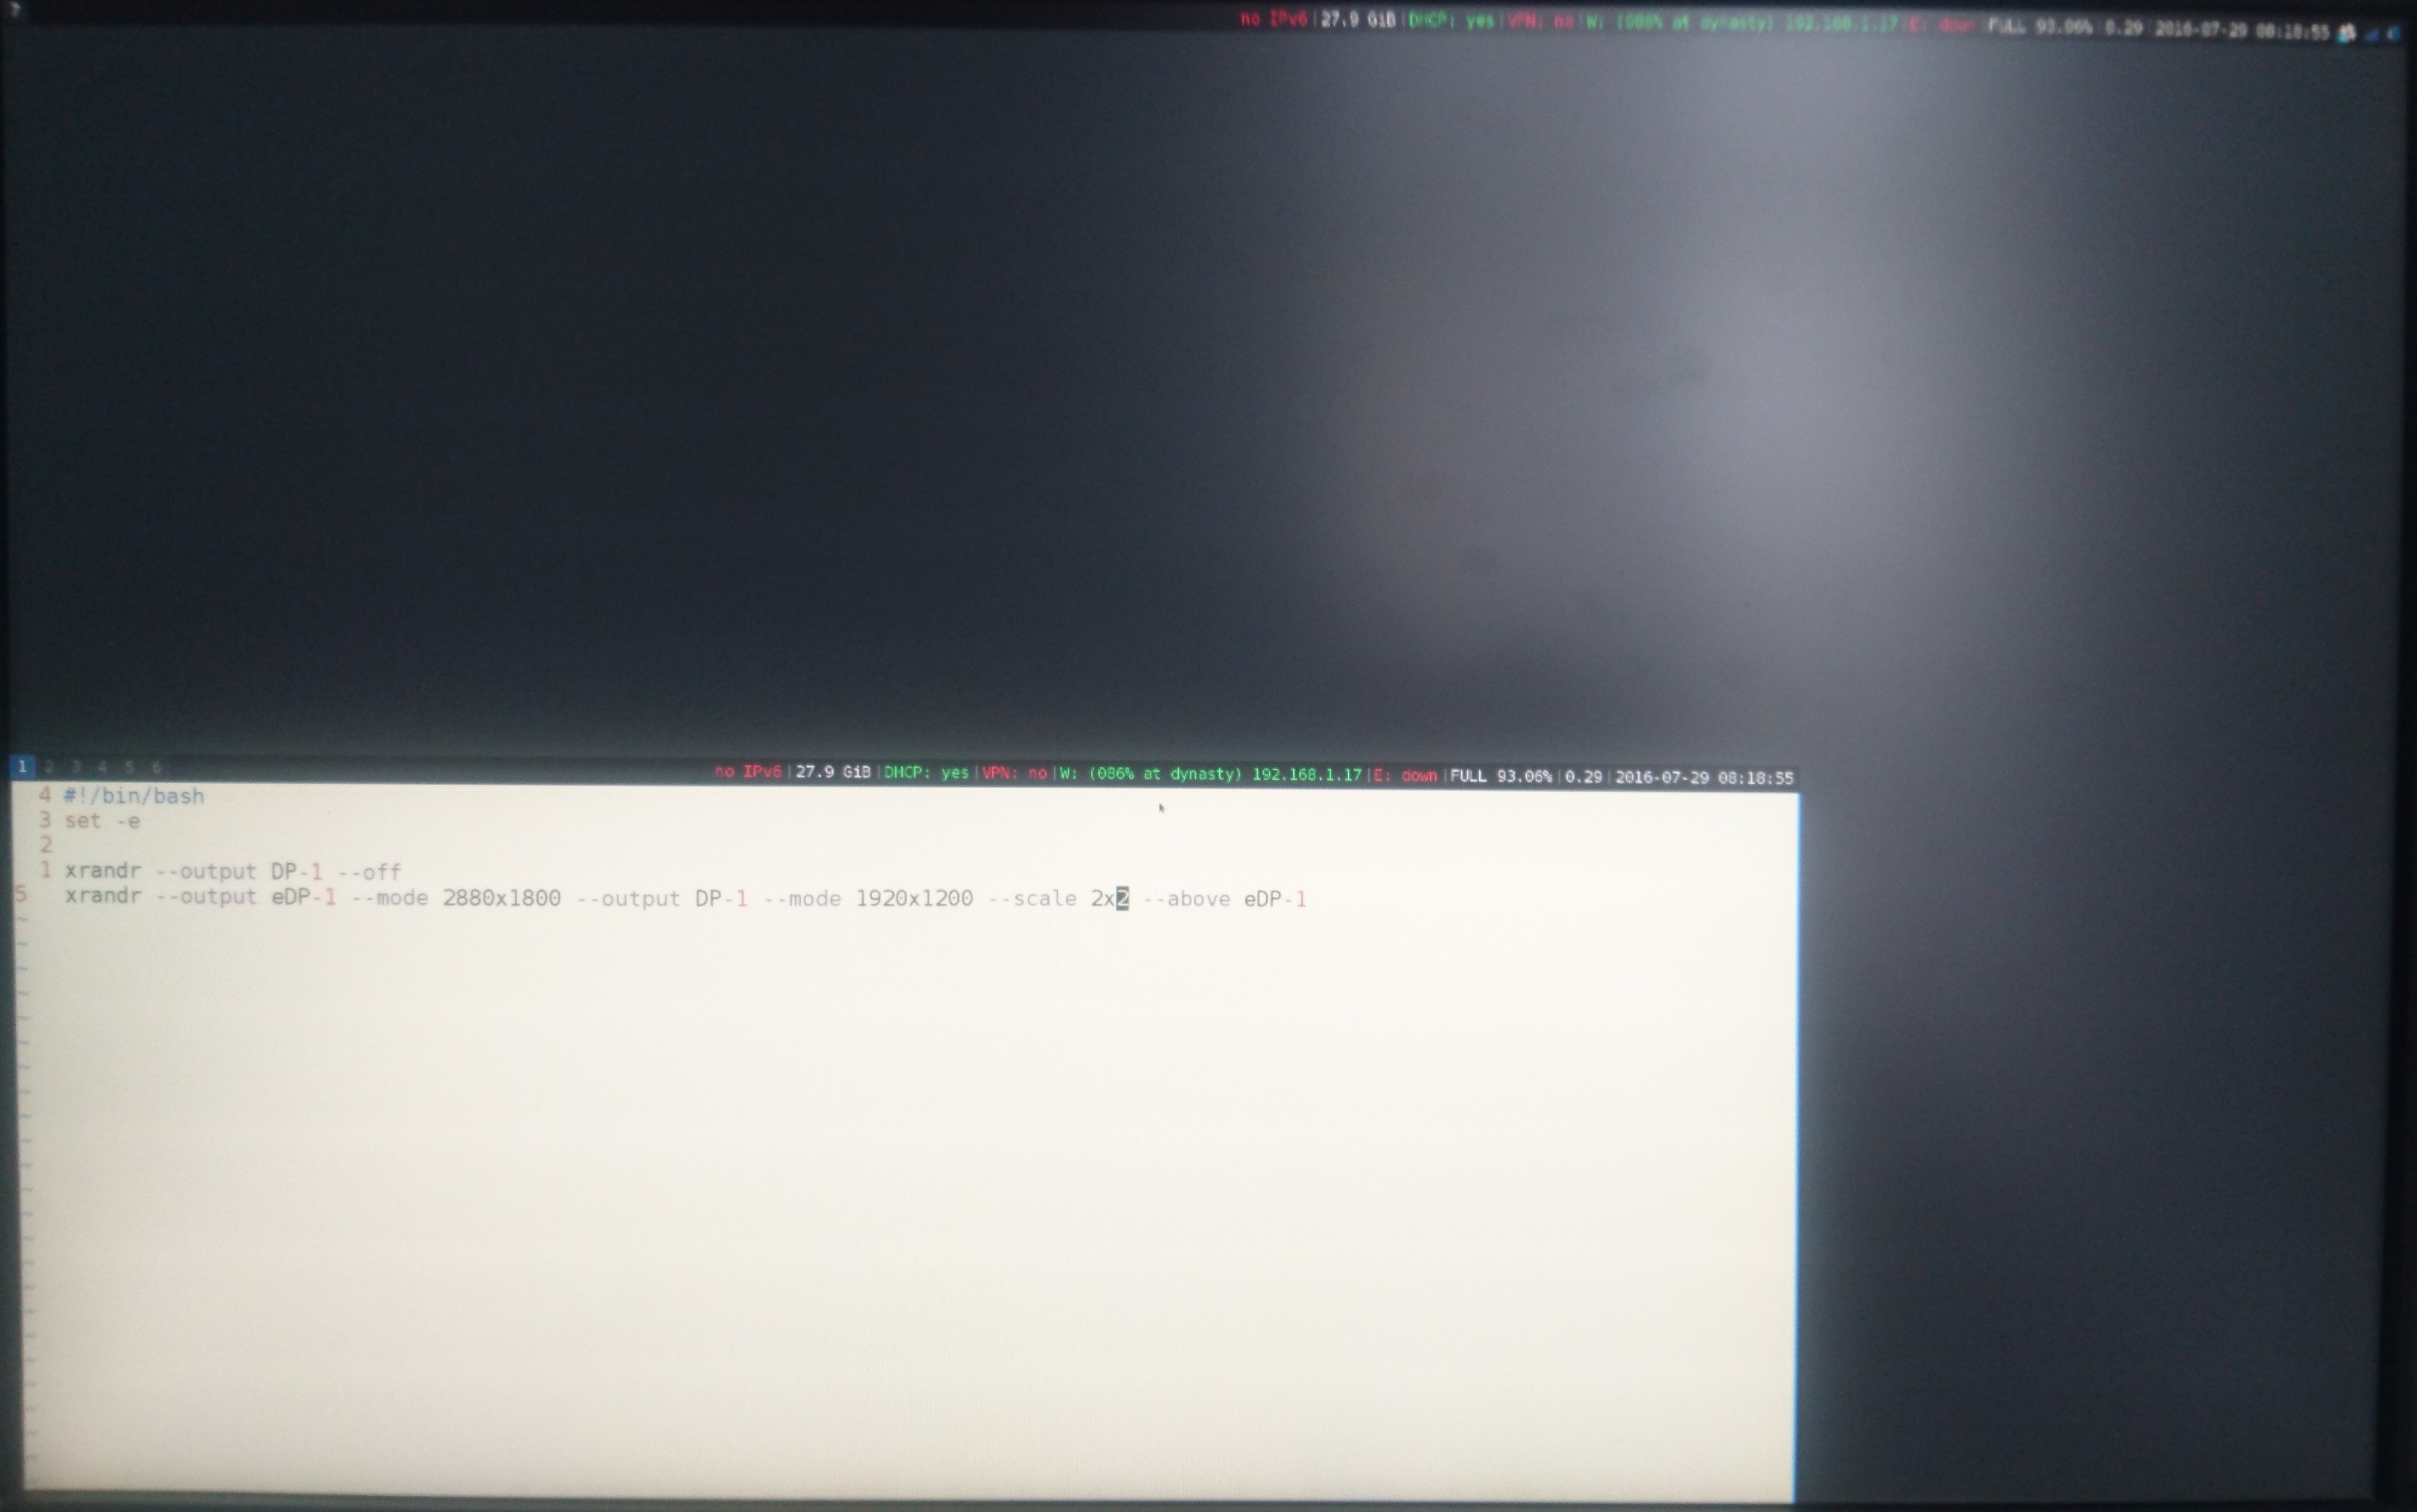 no IPv6|27.9 GiB|DHCP: yes|VPN: no|W: (086% at dynasty) 192.168.1.17|E: down|FULL 93.06%|0.29|2016-07-29 08:18:55
1 2 3 4 5 6 no IPv6|27.9 GiB|DHCP: yes|VPN: no|W: (086% at dynasty) 192.168.1.17|E: down|FULL 93.06%|0.29|2016-07-29 08:18:55
4 #!/bin/bash
3 set -e
2
1 xrandr --output DP-1 --off
5 xrandr --output eDP-1 --mode 2880x1800 --output DP-1 --mode 1920x1200 --scale 2x2 --above eDP-1